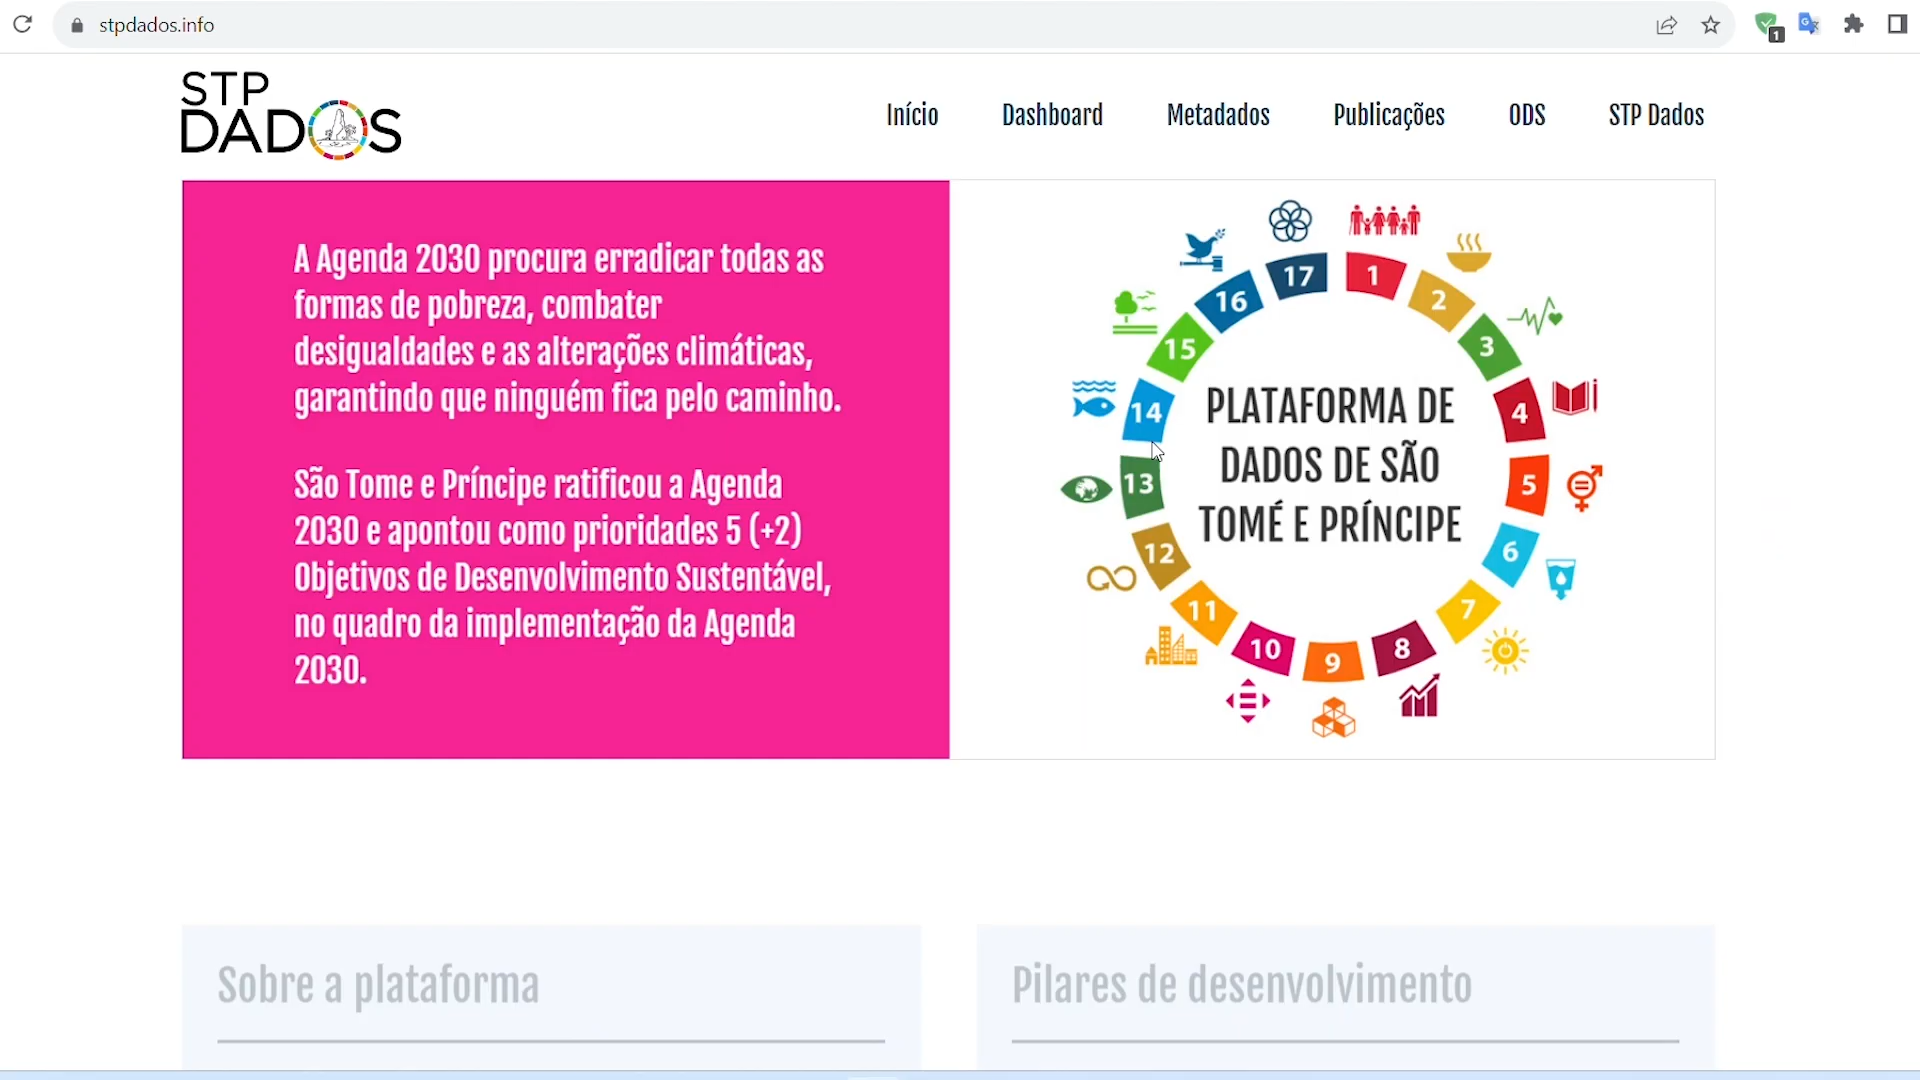 stpdados.info
1
STP
DADOS
Início
Dashboard
Metadados
Publicações
ODS
STP Dados
A Agenda 2030 procura erradicar todas as
formas de pobreza, combater
desigualdades e as alterações climáticas,
garantindo que ninguém fica pelo caminho.
São Tome e Príncipe ratificou a Agenda
2030 e apontou como prioridades 5 (+2)
Objetivos de Desenvolvimento Sustentável,
no quadro da implementação da Agenda
2030.
PLATAFORMA DE
DADOS DE SÃO
TOMÉ E PRÍNCIPE
1
2
3
4
5
6
7
8
9
10
11
12
13
14
15
16
17
Sobre a plataforma
Pilares de desenvolvimento